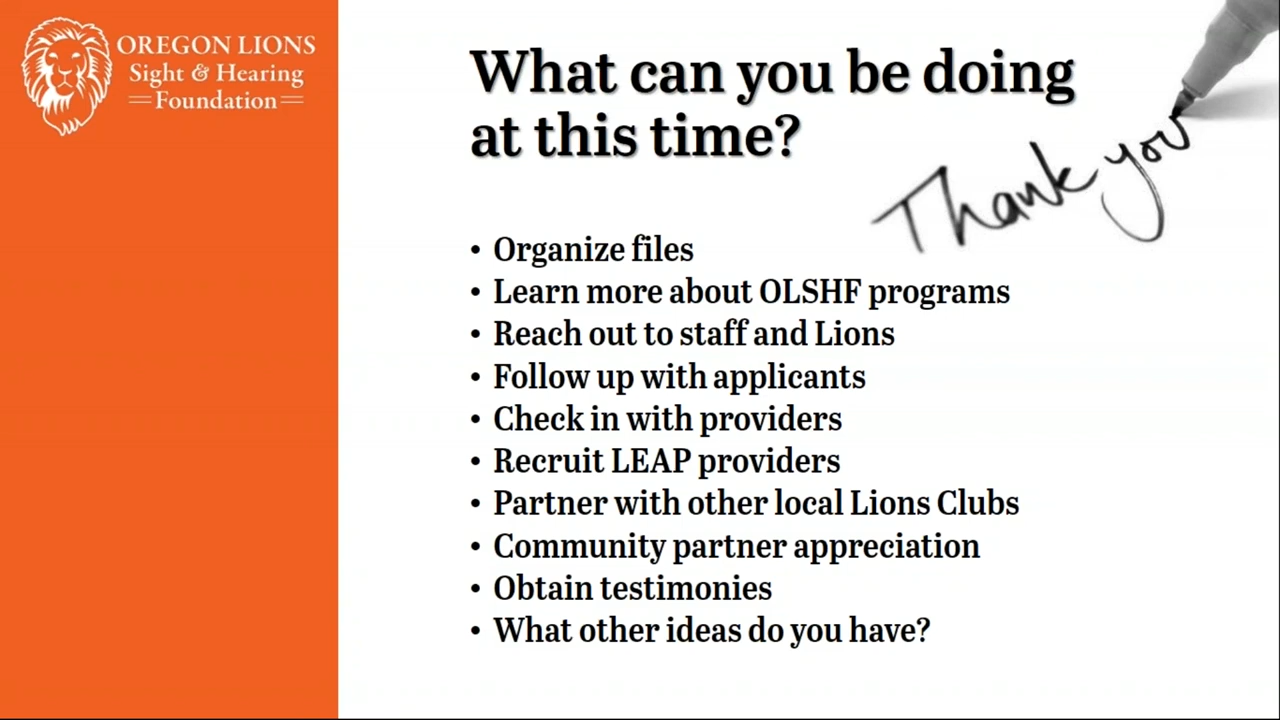 OREGON LIONS
Sight & Hearing
Foundation
What can you be doing
at this time?
Thank you
• Organize files
• Learn more about OLSHF programs
• Reach out to staff and Lions
• Follow up with applicants
• Check in with providers
• Recruit LEAP providers
• Partner with other local Lions Clubs
• Community partner appreciation
• Obtain testimonies
• What other ideas do you have?